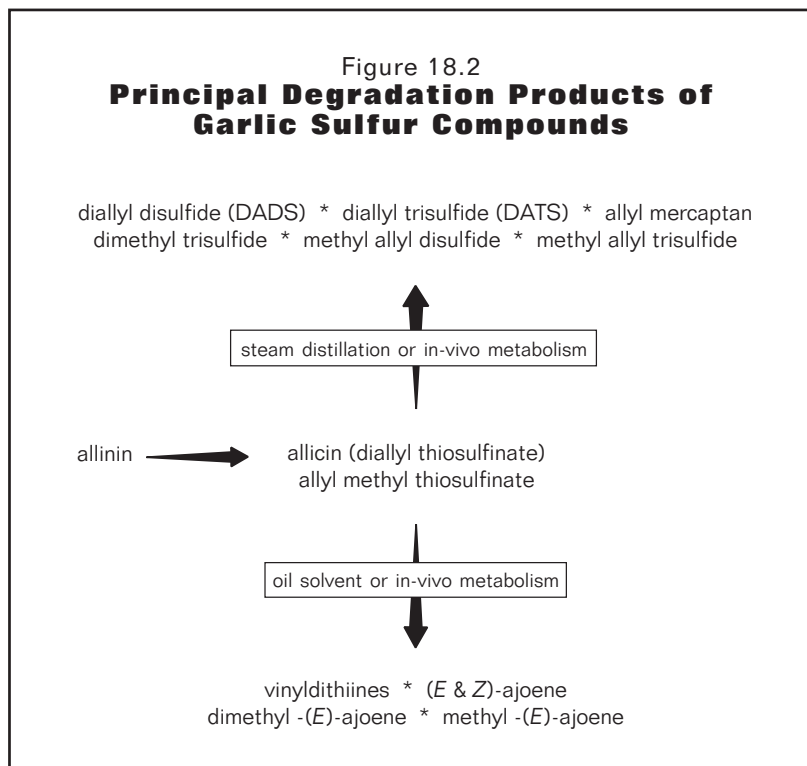 Figure 18.2
Principal Degradation Products of
Garlic Sulfur Compounds
diallyl disulfide (DADS) * diallyl trisulfide (DATS) * allyl mercaptan
dimethyl trisulfide * methyl allyl disulfide * methyl allyl trisulfide
steam distillation or in-vivo metabolism
allinin
allicin (diallyl thiosulfinate)
allyl methyl thiosulfinate
oil solvent or in-vivo metabolism
vinyldithiines * (E & Z)-ajoene
dimethyl -(E)-ajoene * methyl -(E)-ajoene